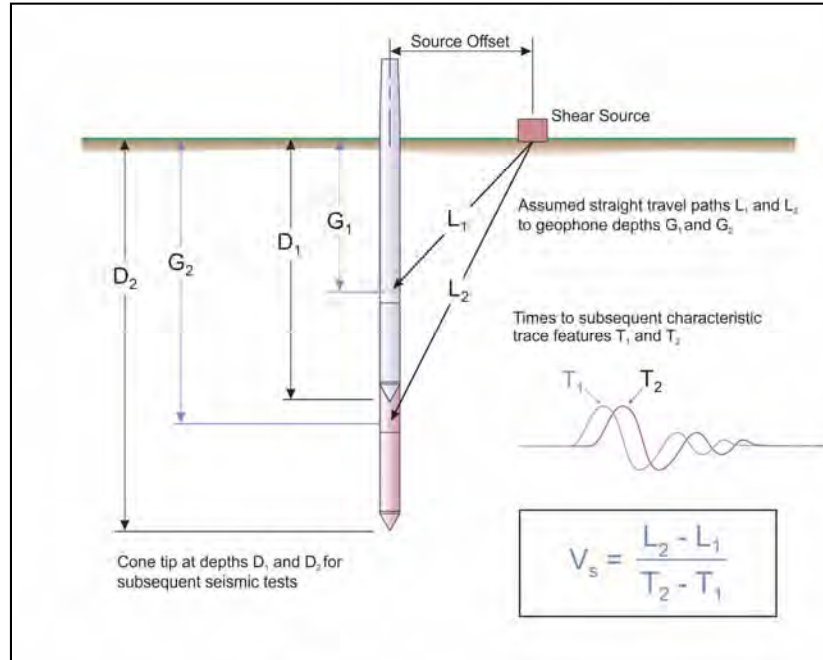 Source Offset
Shear Source
G₁
L₁
D₁
G₂
D₂
L₂
Assumed straight travel paths L₁ and L₂
to geophone depths G₁ and G₂
Times to subsequent characteristic
trace features T₁ and T₂
T₁
T₂
Cone tip at depths D₁ and D₂ for
subsequent seismic tests
Vₛ = L₂ - L₁
T₂ - T₁